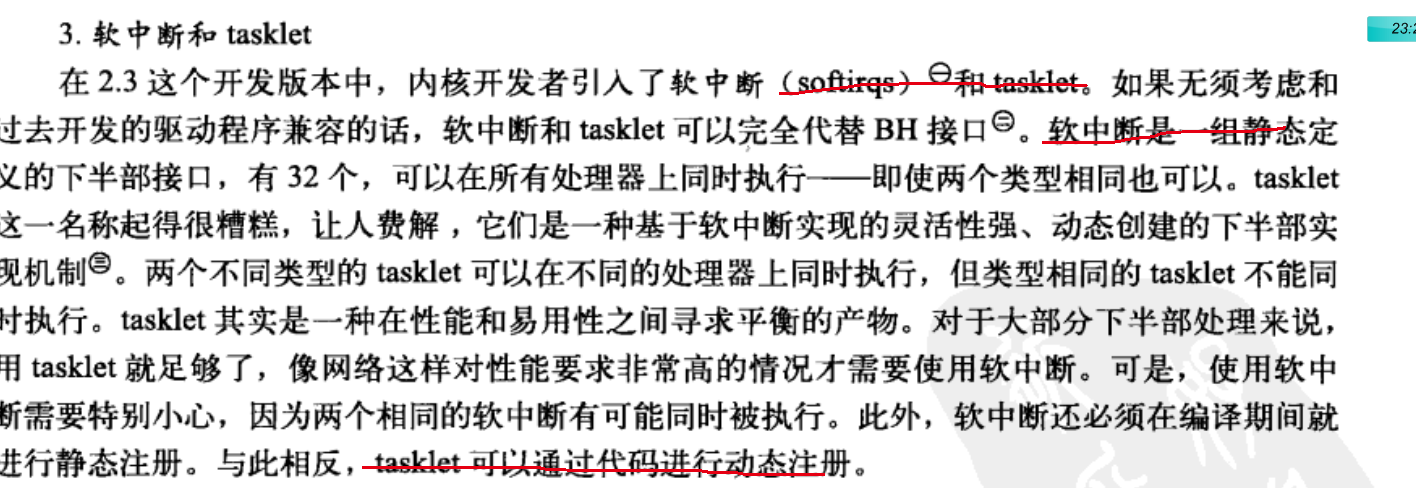 3. 软中断和 tasklet
23:2
在 2.3 这个开发版本中，内核开发者引入了软中断（softirqs）㊀和 tasklet。如果无须考虑和
过去开发的驱动程序兼容的话，软中断和 tasklet 可以完全代替 BH 接口㊁。软中断是一组静态定
义的下半部接口，有 32 个，可以在所有处理器上同时执行——即使两个类型相同也可以。tasklet
这一名称起得很糟糕，让人费解，它们是一种基于软中断实现的灵活性强、动态创建的下半部实
现机制㊂。两个不同类型的 tasklet 可以在不同的处理器上同时执行，但类型相同的 tasklet 不能同
时执行。tasklet 其实是一种在性能和易用性之间寻求平衡的产物。对于大部分下半部处理来说，
用 tasklet 就足够了，像网络这样对性能要求非常高的情况才需要使用软中断。可是，使用软中
断需要特别小心，因为两个相同的软中断有可能同时被执行。此外，软中断还必须在编译期间就
进行静态注册。与此相反，tasklet 可以通过代码进行动态注册。